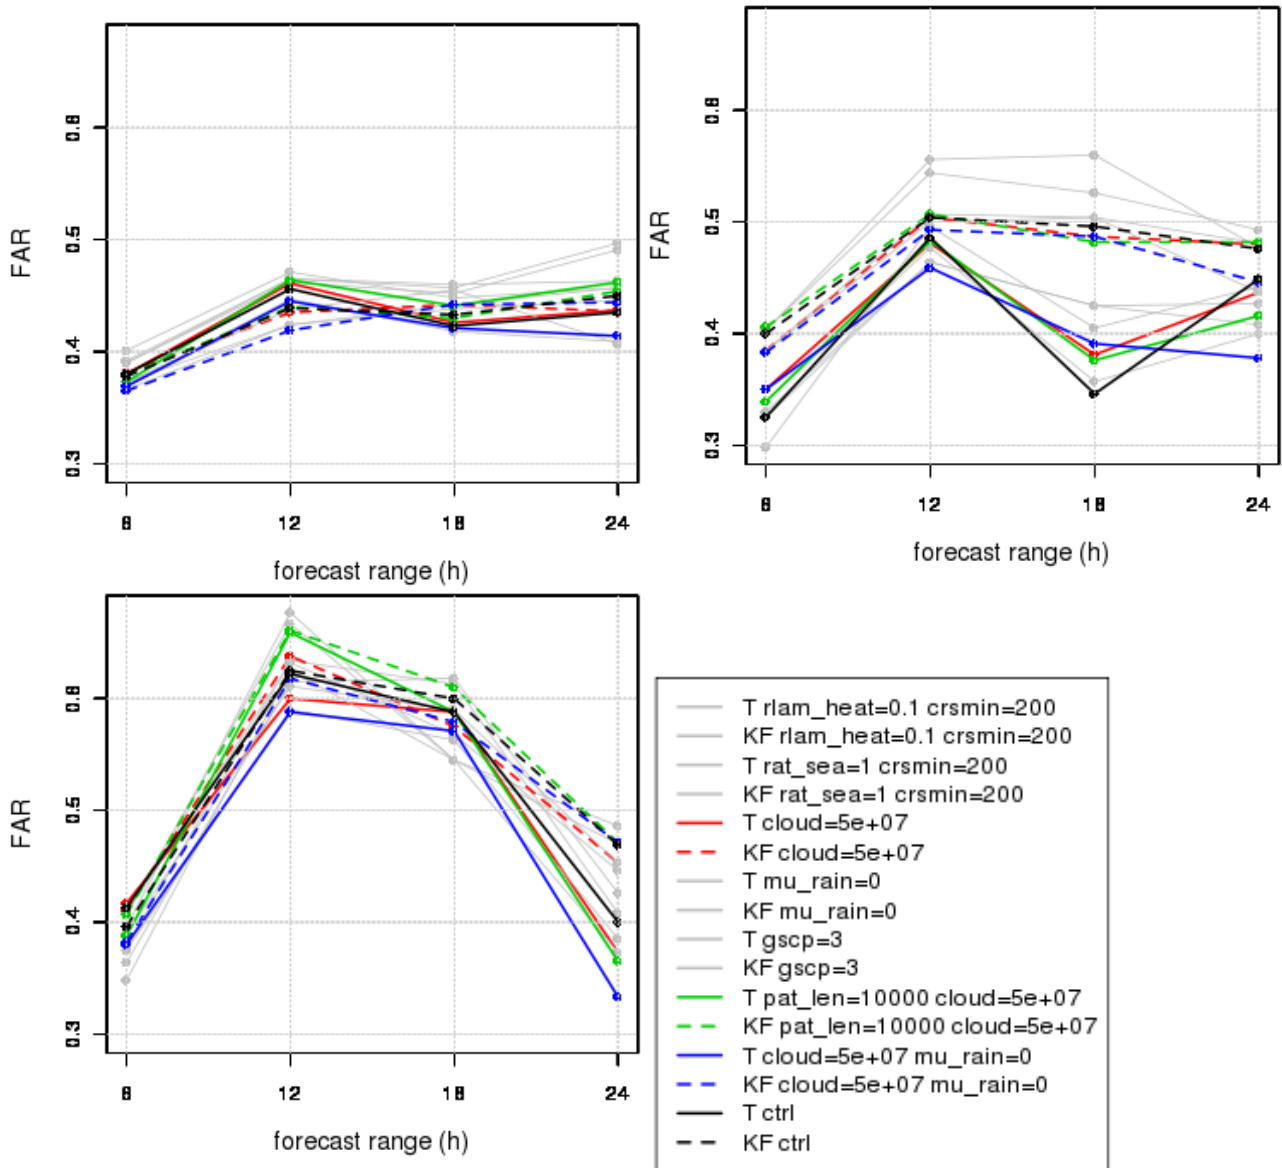 0.6
0.5
0.4
0.3
FAR
6
12
18
24
forecast range (h)
0.6
0.5
0.4
0.3
FAR
6
12
18
24
forecast range (h)
0.6
0.5
0.4
0.3
FAR
6
12
18
24
forecast range (h)
T rlam_heat=0.1 crsmin=200
KF rlam_heat=0.1 crsmin=200
T rat_sea=1 crsmin=200
KF rat_sea=1 crsmin=200
T cloud=5e+07
KF cloud=5e+07
T mu_rain=0
KF mu_rain=0
T gscp=3
KF gscp=3
T pat_len=10000 cloud=5e+07
KF pat_len=10000 cloud=5e+07
T cloud=5e+07 mu_rain=0
KF cloud=5e+07 mu_rain=0
T ctrl
KF ctrl